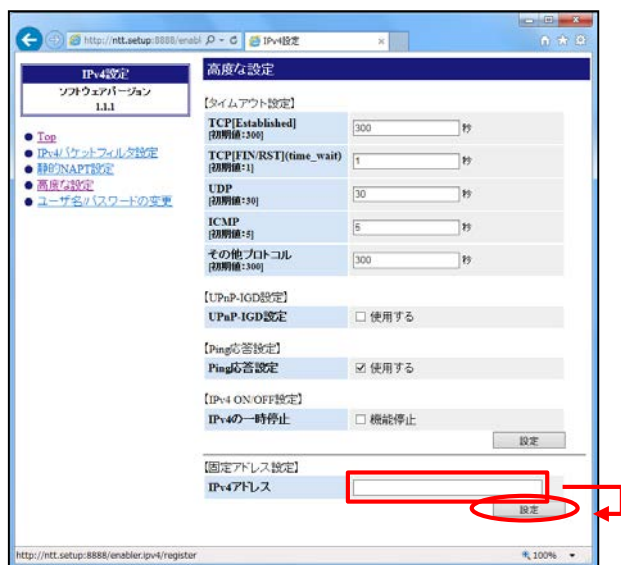 http://ntt.setup:8888/enabl
IPv4設定
高度な設定
IPv4設定
ソフトウェアバージョン
1.1.1
Top
IPv4パケットフィルタ設定
静的NAPT設定
高度な設定
ユーザ名/パスワードの変更
【タイムアウト設定】
TCP[Established]
[初期値:300]
300 秒
TCP[FIN/RST](time_wait)
[初期値:1]
1 秒
UDP
[初期値:30]
30 秒
ICMP
[初期値:5]
5 秒
その他プロトコル
[初期値:300]
300 秒
【UPnP-IGD設定】
UPnP-IGD設定 使用する
【Ping応答設定】
Ping応答設定 使用する
【IPv4 ON/OFF設定】
IPv4の一時停止 機能停止
設定
【固定アドレス設定】
IPv4アドレス
設定
http://ntt.setup:8888/enabler.ipv4/register
100%